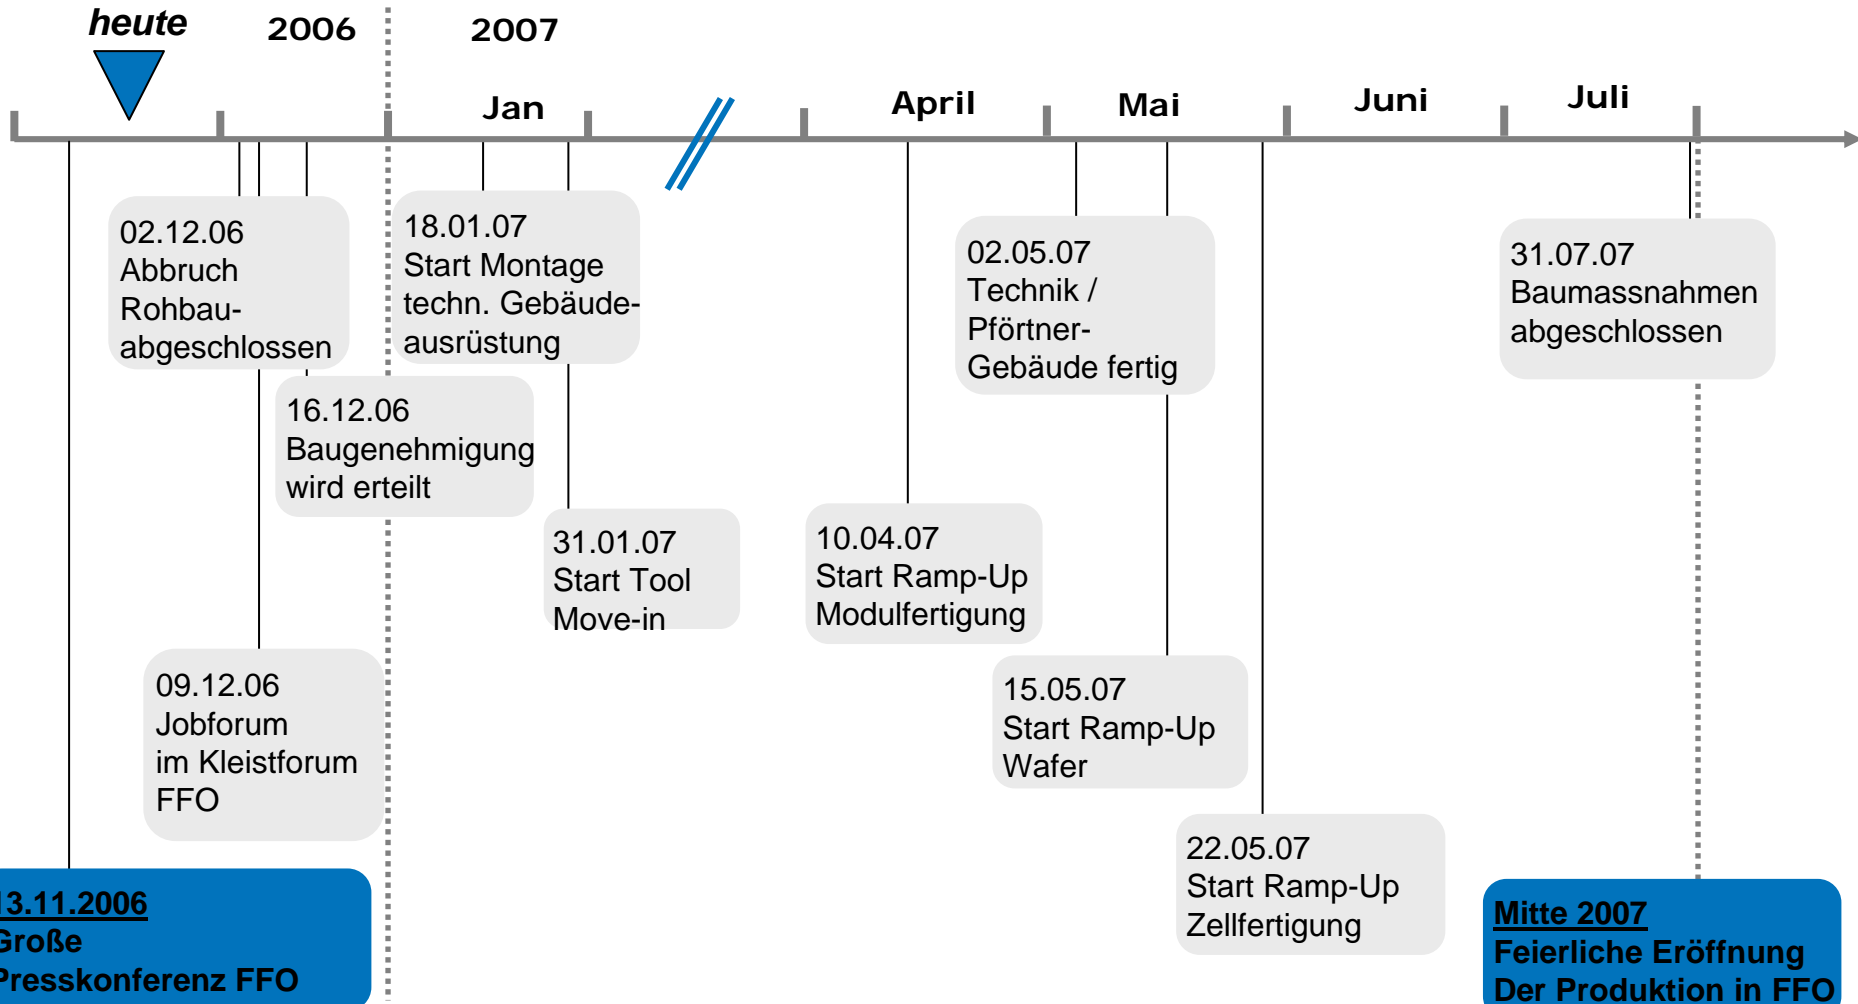 heute
2006
2007
Jan
April
Mai
Juni
Juli
02.12.06
Abbruch
Rohbau-
abgeschlossen
18.01.07
Start Montage
techn. Gebäude-
ausrüstung
02.05.07
Technik /
Pförtner-
Gebäude fertig
31.07.07
Baumassnahmen
abgeschlossen
16.12.06
Baugenehmigung
wird erteilt
31.01.07
Start Tool
Move-in
10.04.07
Start Ramp-Up
Modulfertigung
09.12.06
Jobforum
im Kleistforum
FFO
15.05.07
Start Ramp-Up
Wafer
22.05.07
Start Ramp-Up
Zellfertigung
13.11.2006
Große
Presskonferenz FFO
Mitte 2007
Feierliche Eröffnung
Der Produktion in FFO